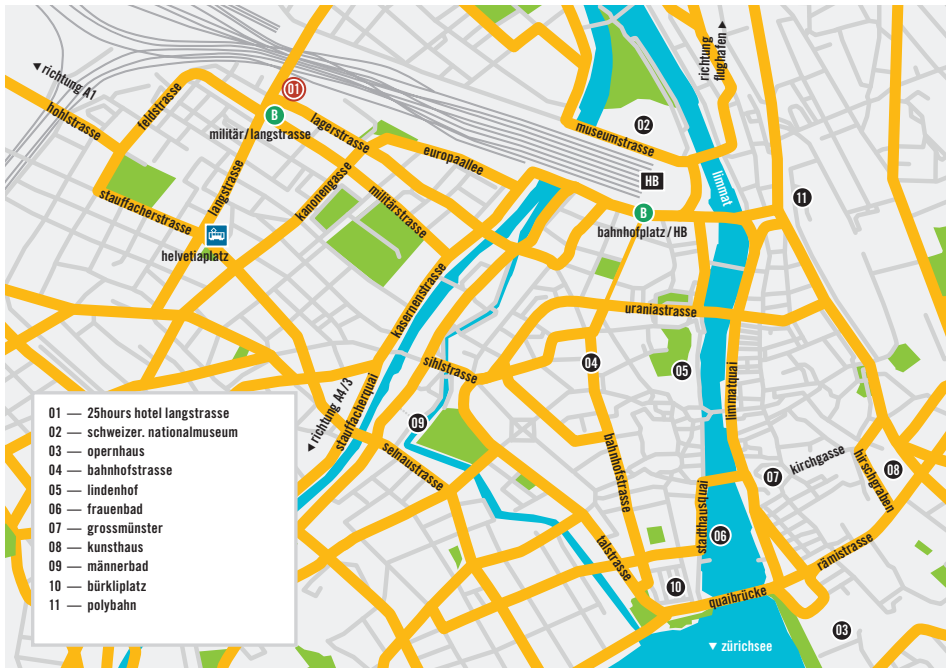 ◄ richtung A1
hohlstrasse
feldstrasse
01
B
militär/langstrasse
lagerstrasse
langstrasse
stauffacherstrasse
helvetiaplatz
kanonengasse
militärstrasse
europaallee
museumstrasse
02
HB
B
bahnhofplatz/HB
limmat
richtung
flughafen ►
11
kasernenstrasse
uraniastrasse
sihlstrasse
04
05
limmatquai
◄ richtung A4/3
stauffacherquai
09
selnaustrasse
bahnhofstrasse
kirchgasse
hirschgraben
07
08
stadthausquai
06
talstrasse
rämistrasse
10
quaibrücke
03
▼ zürichsee
01 — 25hours hotel langstrasse
02 — schweizer. nationalmuseum
03 — opernhaus
04 — bahnhofstrasse
05 — lindenhof
06 — frauenbad
07 — grossmünster
08 — kunsthaus
09 — männerbad
10 — bürkliplatz
11 — polybahn